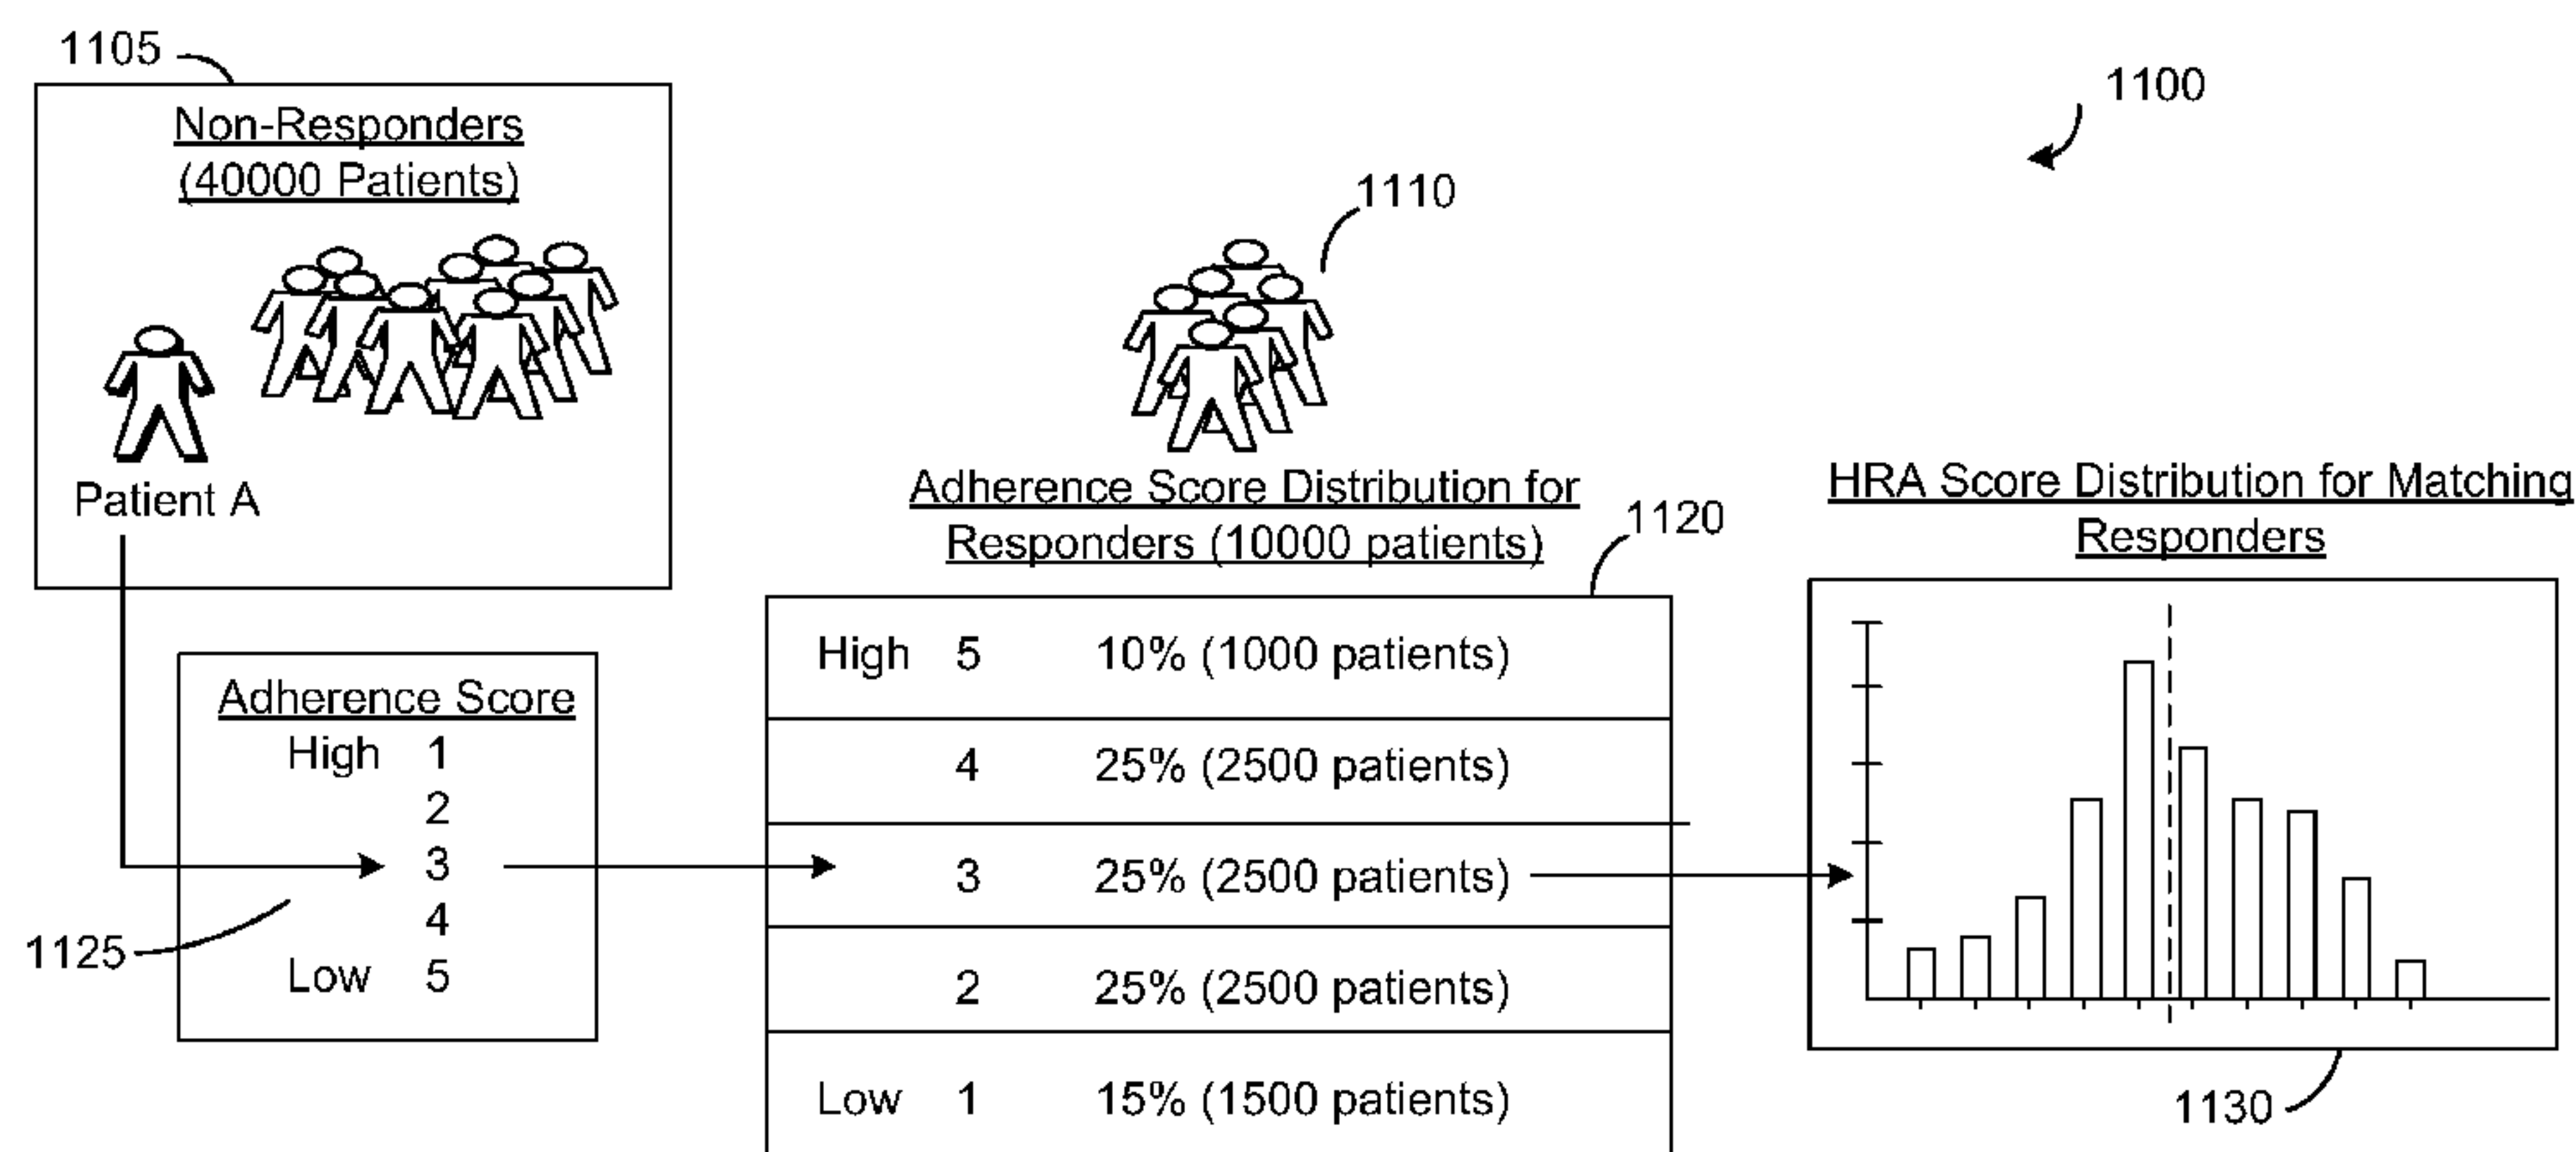 1105
Non-Responders
(40000 Patients)
Patient A
1100
1110
Adherence Score Distribution for
Responders (10000 patients)
1120
HRA Score Distribution for Matching
Responders
Adherence Score
High 1
2
3
4
Low 5
1125
High 5 10% (1000 patients)
4 25% (2500 patients)
3 25% (2500 patients)
2 25% (2500 patients)
Low 1 15% (1500 patients)
1130